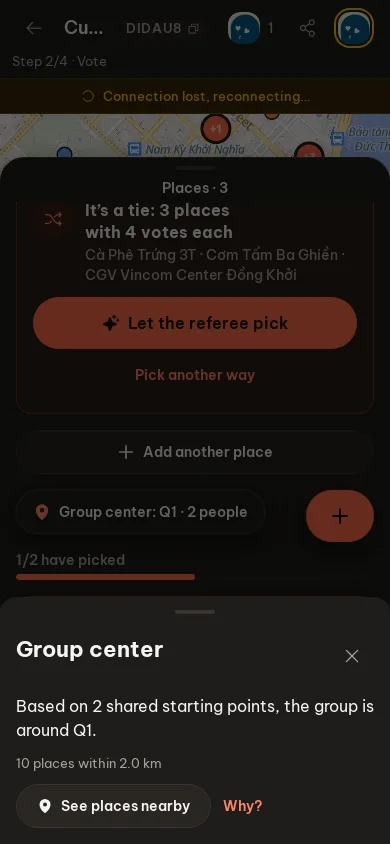 Cu...
DIDAU8
1
Step 2/4 · Vote
Connection lost, reconnecting...
+1
Nam Kỳ Khởi Nghĩa
Bảo tàn
Đức Th
Places · 3
It's a tie: 3 places
with 4 votes each
Cà Phê Trứng 3T · Cơm Tấm Ba Ghiền ·
CGV Vincom Center Đồng Khởi
Let the referee pick
Pick another way
Add another place
Group center: Q1 · 2 people
1/2 have picked
Group center
Based on 2 shared starting points, the group is
around Q1.
10 places within 2.0 km
See places nearby
Why?